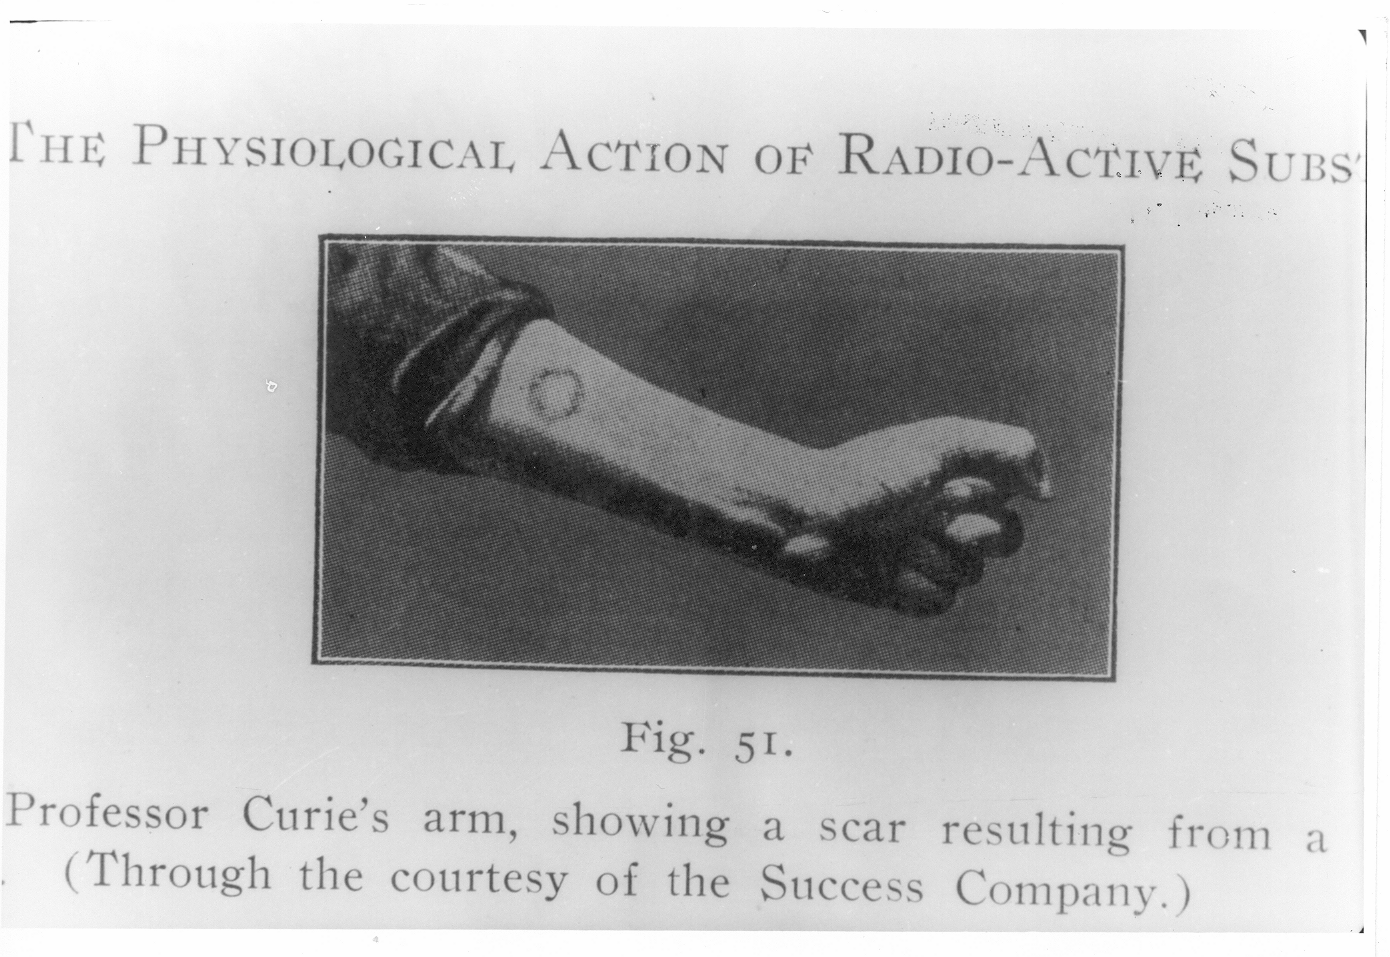 THE PHYSIOLOGICAL ACTION OF RADIO-ACTIVE SUBS
Fig. 51.
Professor Curie's arm, showing a scar resulting from a
(Through the courtesy of the Success Company.)